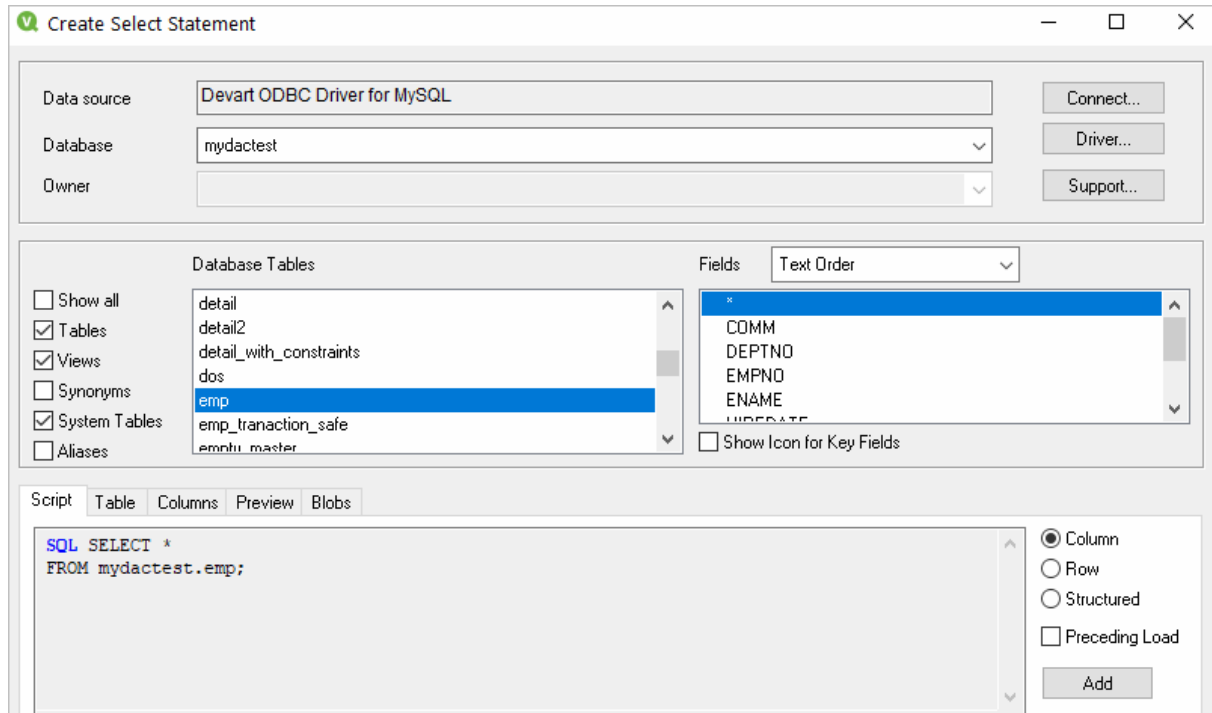 Create Select Statement
Data source
Devart ODBC Driver for MySQL
Connect...
Database
mydactest
Driver...
Owner
Support...
Database Tables
Fields
Text Order
Show all
Tables
Views
Synonyms
System Tables
Aliases
detail
detail2
detail_with_constraints
dos
emp
emp_tranaction_safe
emptu_master
*
COMM
DEPTNO
EMPNO
ENAME
HIREDATE
Show Icon for Key Fields
Script
Table
Columns
Preview
Blobs
SQL SELECT *
FROM mydactest.emp;
Column
Row
Structured
Preceding Load
Add